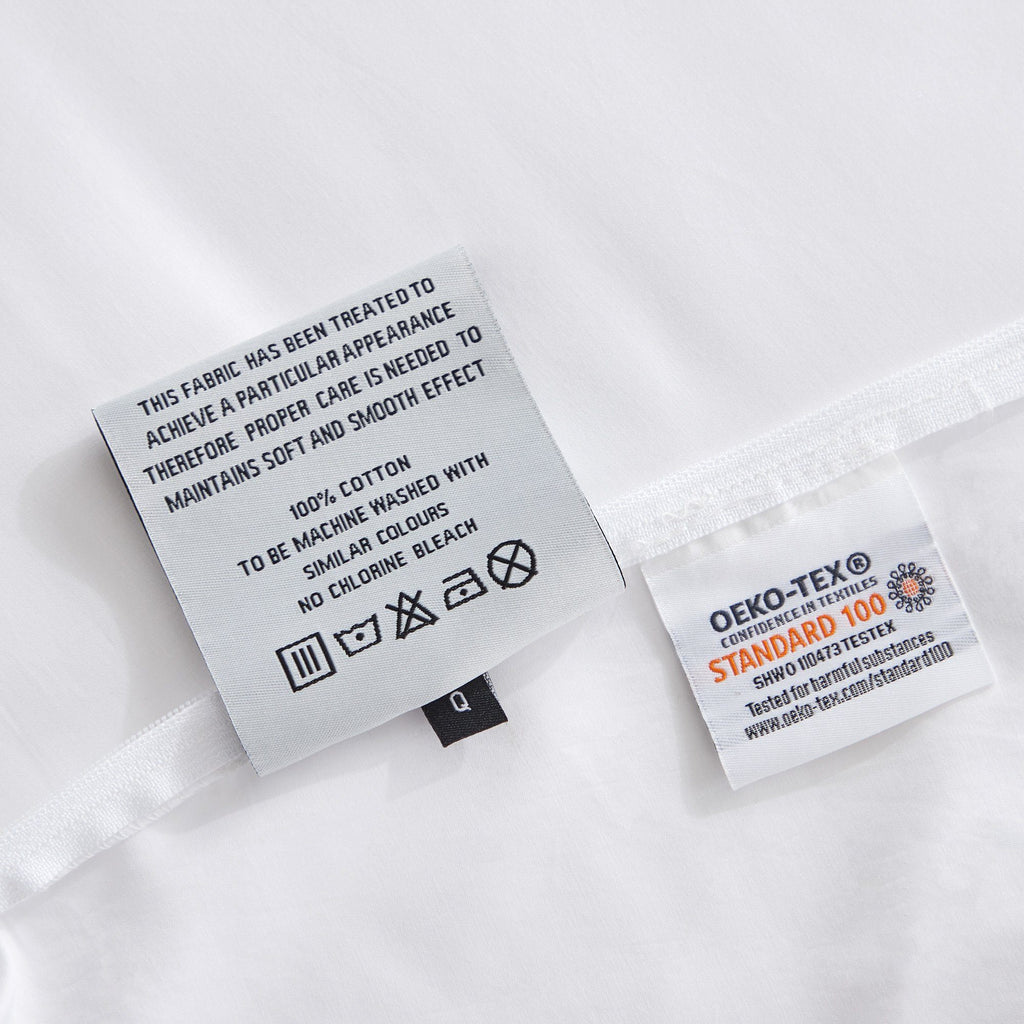 THIS FABRIC HAS BEEN TREATED TO
ACHIEVE A PARTICULAR APPEARANCE
THEREFORE PROPER CARE IS NEEDED TO
MAINTAINS SOFT AND SMOOTH EFFECT
100% COTTON
TO BE MACHINE WASHED WITH
SIMILAR COLOURS
NO CHLORINE BLEACH
Q
OEKO-TEX®
CONFIDENCE IN TEXTILES
STANDARD 100
SHWO 110473 TESTEX
Tested for harmful substances
www.oeko-tex.com/standard100